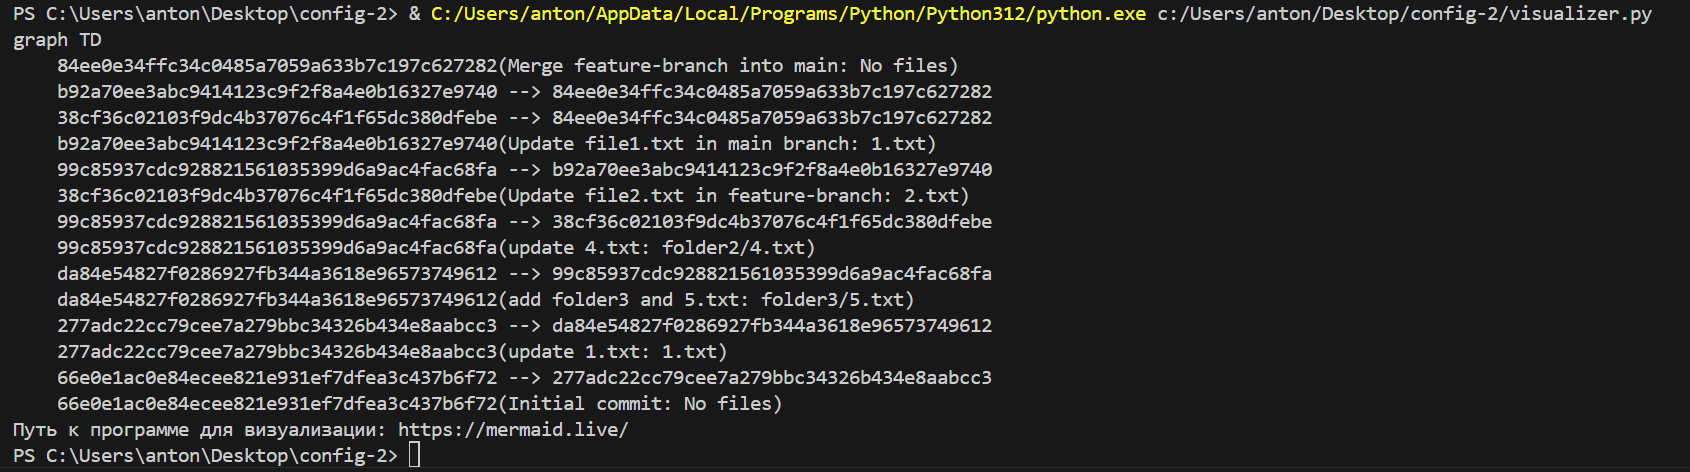 PS C:\Users\anton\Desktop\config-2> & C:/Users/anton/AppData/Local/Programs/Python/Python312/python.exe c:/Users/anton/Desktop/config-2/visualizer.py
graph TD
    84ee0e34ffc34c0485a7059a633b7c197c627282(Merge feature-branch into main: No files)
    b92a70ee3abc9414123c9f2f8a4e0b16327e9740 --> 84ee0e34ffc34c0485a7059a633b7c197c627282
    38cf36c02103f9dc4b37076c4f1f65dc380dfebe --> 84ee0e34ffc34c0485a7059a633b7c197c627282
    b92a70ee3abc9414123c9f2f8a4e0b16327e9740(Update file1.txt in main branch: 1.txt)
    99c85937cdc928821561035399d6a9ac4fac68fa --> b92a70ee3abc9414123c9f2f8a4e0b16327e9740
    38cf36c02103f9dc4b37076c4f1f65dc380dfebe(Update file2.txt in feature-branch: 2.txt)
    99c85937cdc928821561035399d6a9ac4fac68fa --> 38cf36c02103f9dc4b37076c4f1f65dc380dfebe
    99c85937cdc928821561035399d6a9ac4fac68fa(update 4.txt: folder2/4.txt)
    da84e54827f0286927fb344a3618e96573749612 --> 99c85937cdc928821561035399d6a9ac4fac68fa
    da84e54827f0286927fb344a3618e96573749612(add folder3 and 5.txt: folder3/5.txt)
    277adc22cc79cee7a279bbc34326b434e8aabcc3 --> da84e54827f0286927fb344a3618e96573749612
    277adc22cc79cee7a279bbc34326b434e8aabcc3(update 1.txt: 1.txt)
    66e0e1ac0e84ecee821e931ef7dfea3c437b6f72 --> 277adc22cc79cee7a279bbc34326b434e8aabcc3
    66e0e1ac0e84ecee821e931ef7dfea3c437b6f72(Initial commit: No files)
Путь к программе для визуализации: https://mermaid.live/
PS C:\Users\anton\Desktop\config-2>